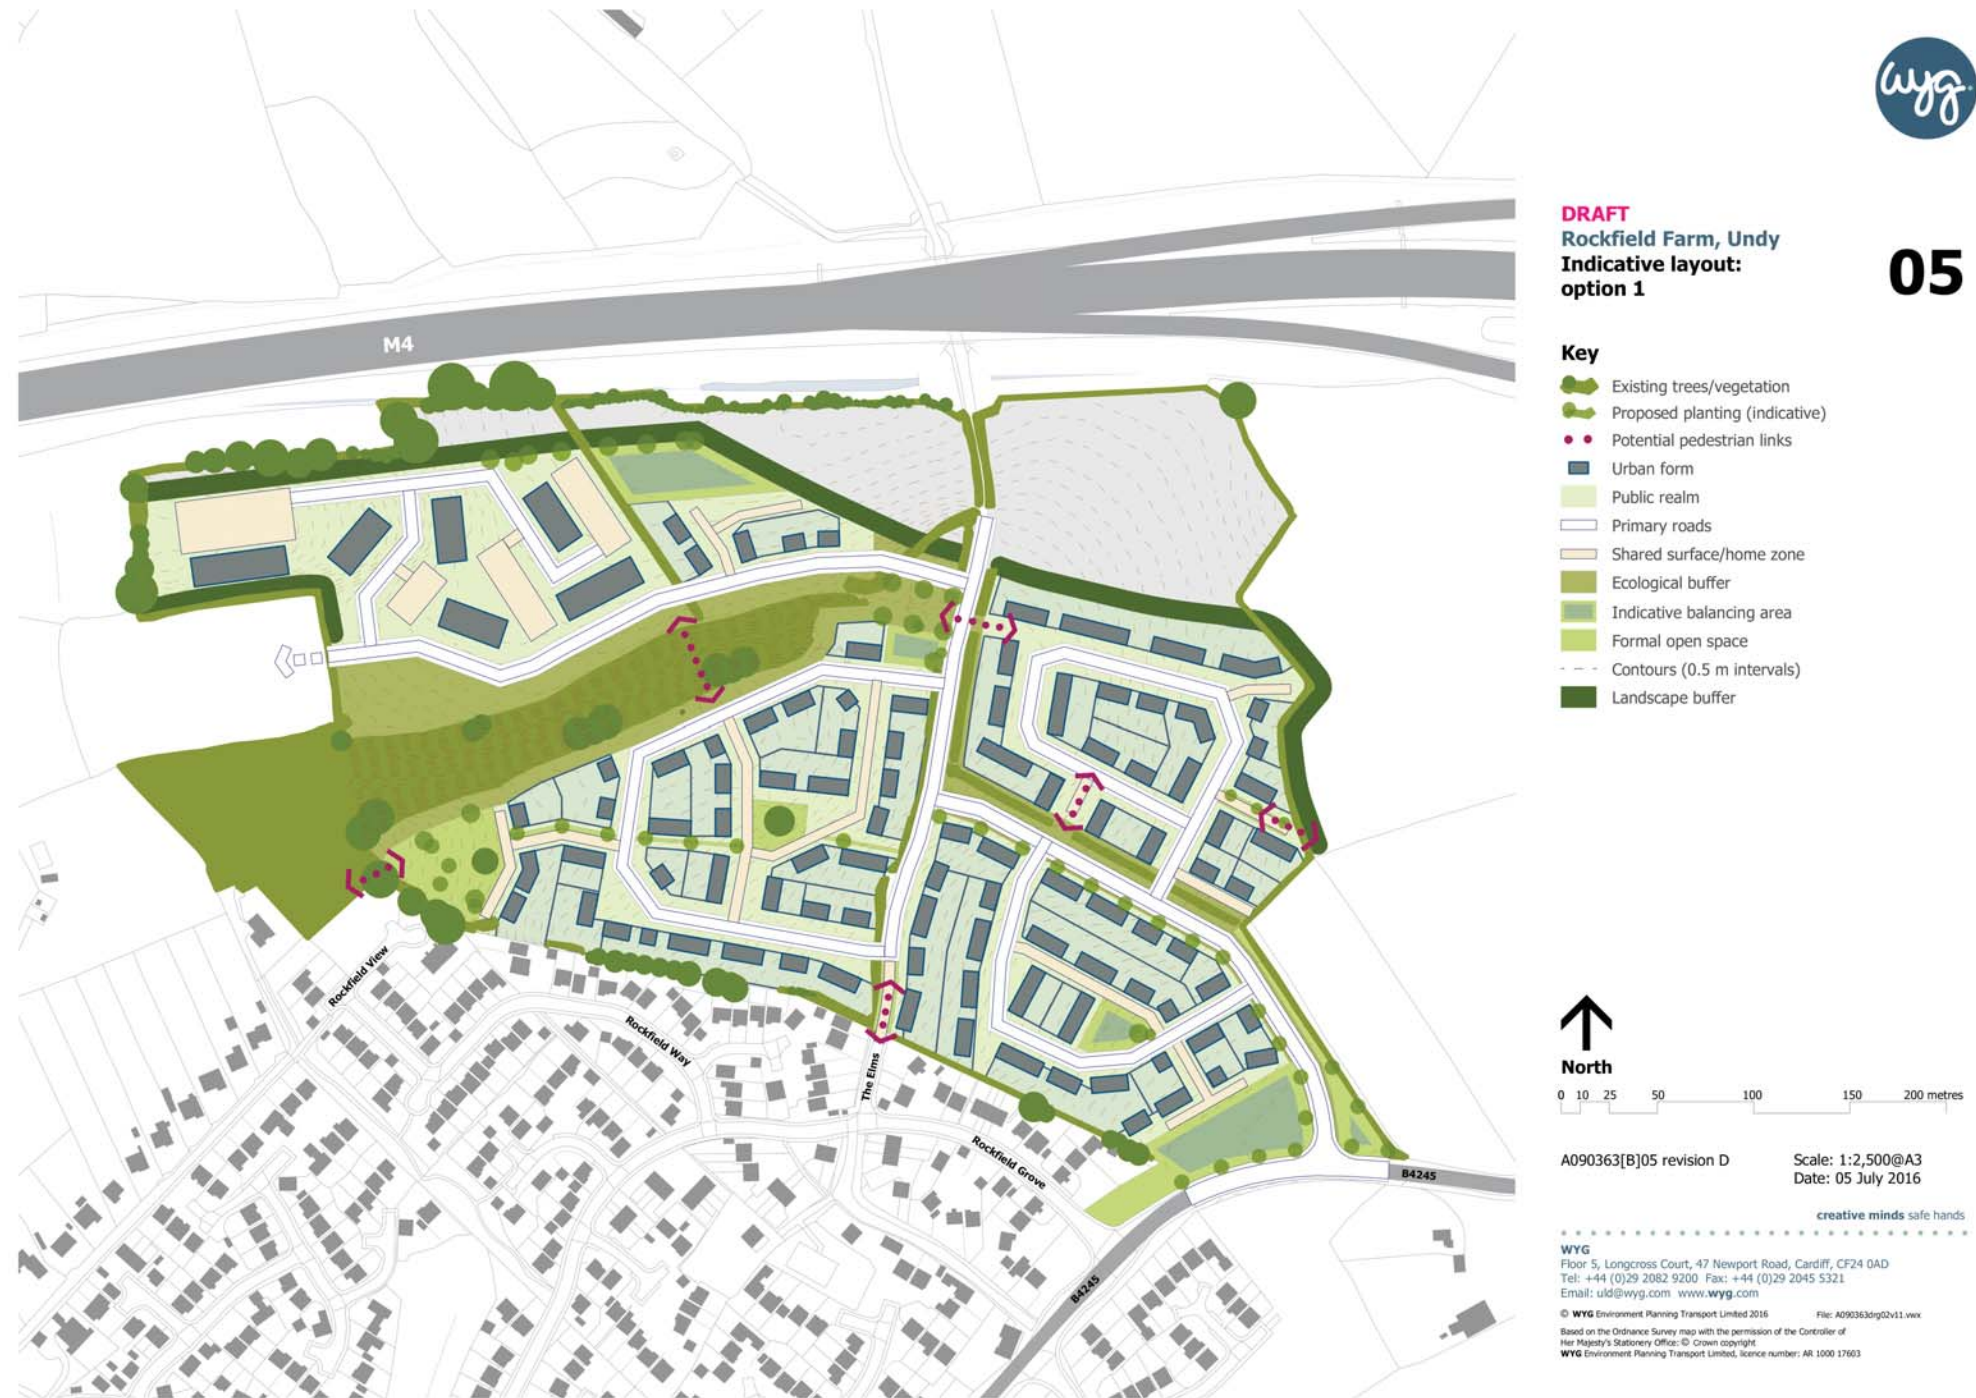 wyg
DRAFT
Rockfield Farm, Undy
Indicative layout:
option 1
05
Key
Existing trees/vegetation
Proposed planting (indicative)
Potential pedestrian links
Urban form
Public realm
Primary roads
Shared surface/home zone
Ecological buffer
Indicative balancing area
Formal open space
Contours (0.5 m intervals)
Landscape buffer
M4
Rockfield View
Rockfield Way
The Elms
Rockfield Grove
B4245
B4245
North
0 10 25 50 100 150 200 metres
A090363[B]05 revision D
Scale: 1:2,500@A3
Date: 05 July 2016
creative minds safe hands
WYG
Floor 5, Longcross Court, 47 Newport Road, Cardiff, CF24 0AD
Tel: +44 (0)29 2082 9200 Fax: +44 (0)29 2045 5321
Email: uld@wyg.com www.wyg.com
© WYG Environment Planning Transport Limited 2016 File: A090363drg02v11.vwx
Based on the Ordnance Survey map with the permission of the Controller of
Her Majesty's Stationery Office: © Crown copyright
WYG Environment Planning Transport Limited, licence number: AR 1000 17603